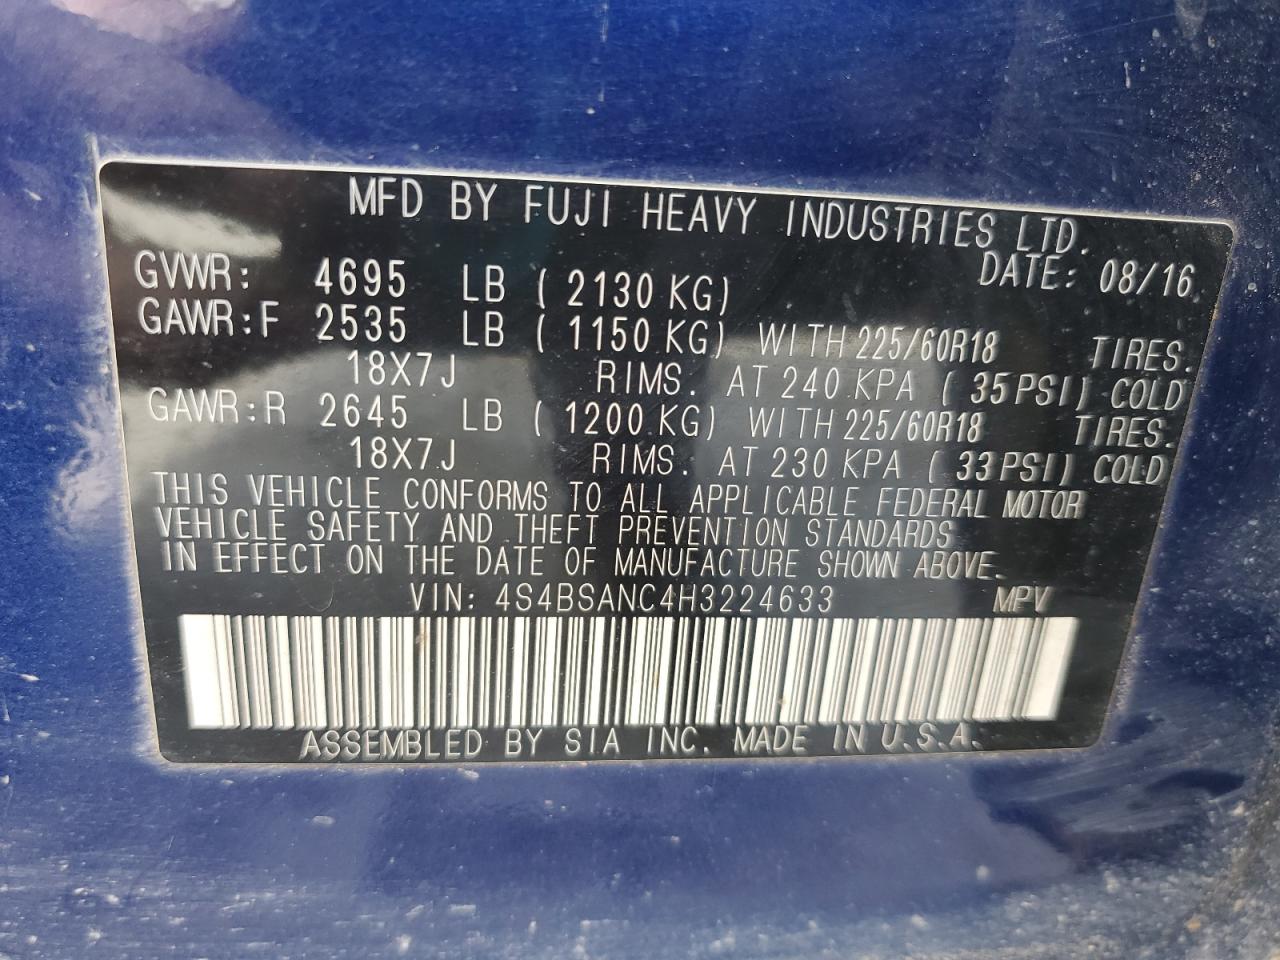 MFD BY FUJI HEAVY INDUSTRIES LTD.
DATE: 08/16
GVWR: 4695 LB ( 2130 KG)
GAWR:F 2535 LB ( 1150 KG) WITH 225/60R18 TIRES.
18X7J RIMS. AT 240 KPA ( 35 PSI) COLD
GAWR:R 2645 LB ( 1200 KG) WITH 225/60R18 TIRES.
18X7J RIMS. AT 230 KPA ( 33 PSI) COLD
THIS VEHICLE CONFORMS TO ALL APPLICABLE FEDERAL MOTOR
VEHICLE SAFETY AND THEFT PREVENTION STANDARDS
IN EFFECT ON THE DATE OF MANUFACTURE SHOWN ABOVE.
VIN: 4S4BSANC4H3224633 MPV
ASSEMBLED BY SIA INC. MADE IN U.S.A.